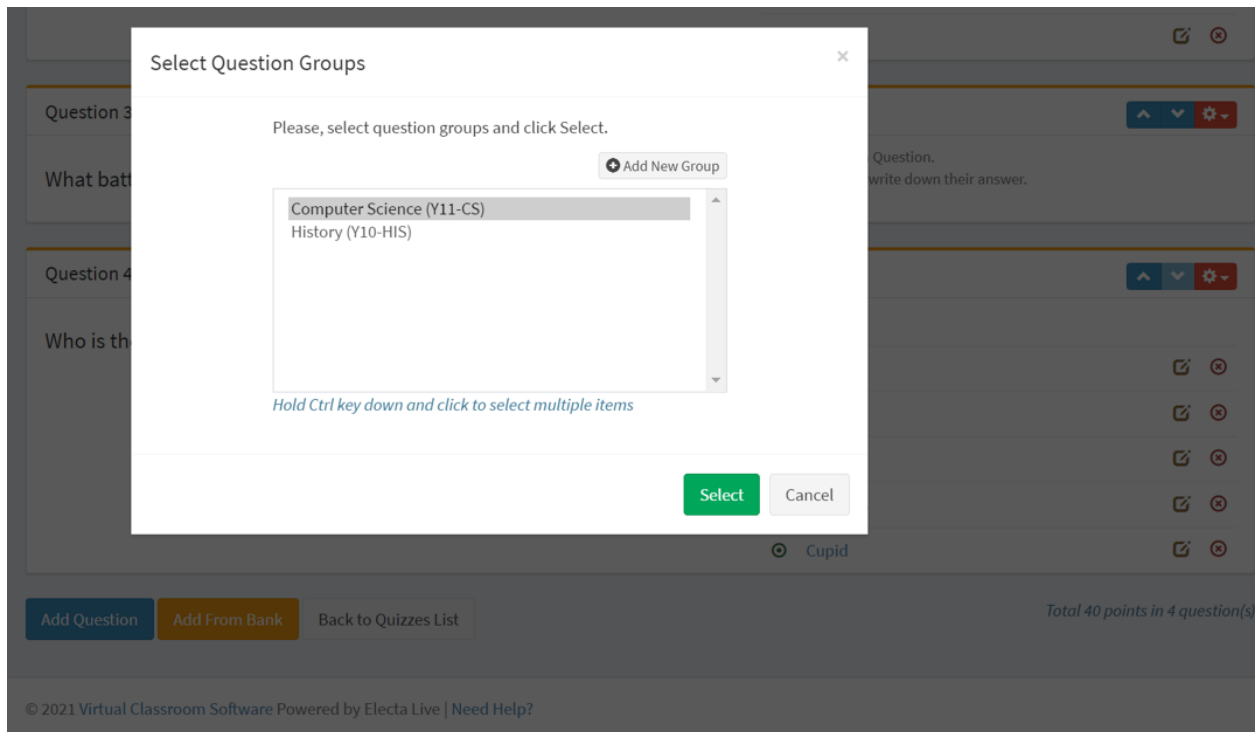 Select Question Groups
×
Question 3
Please, select question groups and click Select.
Question.
Add New Group
What batt
write down their answer.
Computer Science (Y11-CS)
History (Y10-HIS)
Question 4
Who is th
Hold Ctrl key down and click to select multiple items
Select Cancel
Cupid
Add Question Add From Bank Back to Quizzes List Total 40 points in 4 question(s)
© 2021 Virtual Classroom Software Powered by Electa Live | Need Help?